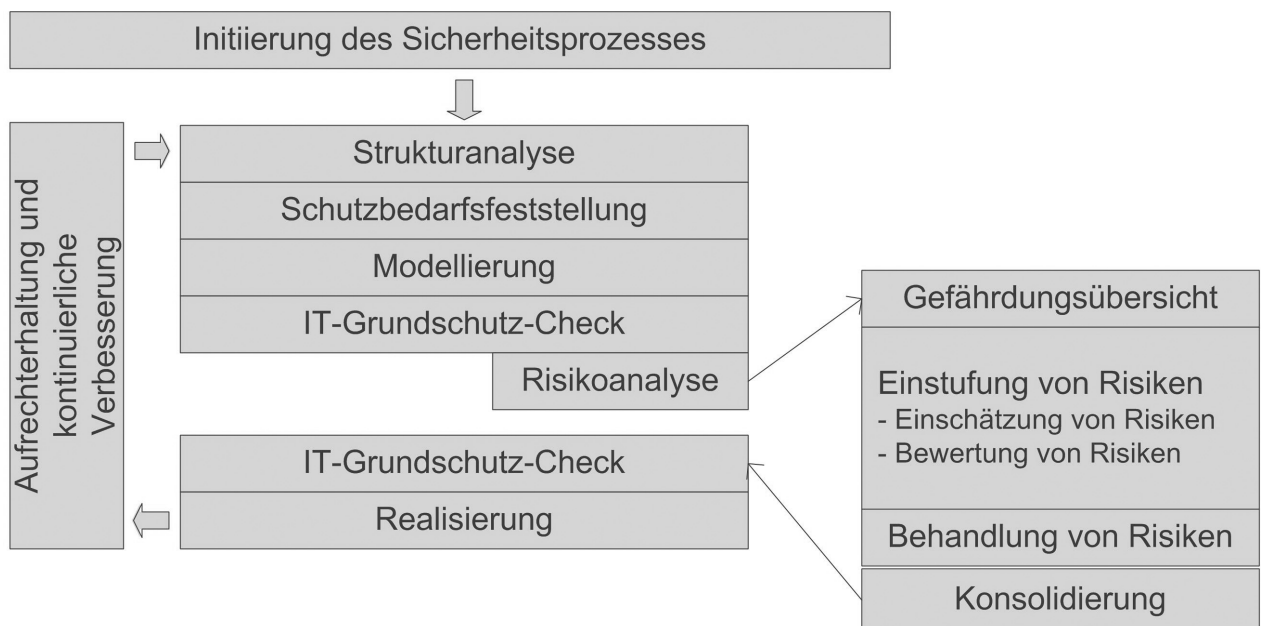 Initiierung des Sicherheitsprozesses
Aufrechterhaltung und
kontinuierliche
Verbesserung
Strukturanalyse
Schutzbedarfsfeststellung
Modellierung
IT-Grundschutz-Check
Risikoanalyse
Gefährdungsübersicht
Einstufung von Risiken
- Einschätzung von Risiken
- Bewertung von Risiken
Behandlung von Risiken
Konsolidierung
IT-Grundschutz-Check
Realisierung